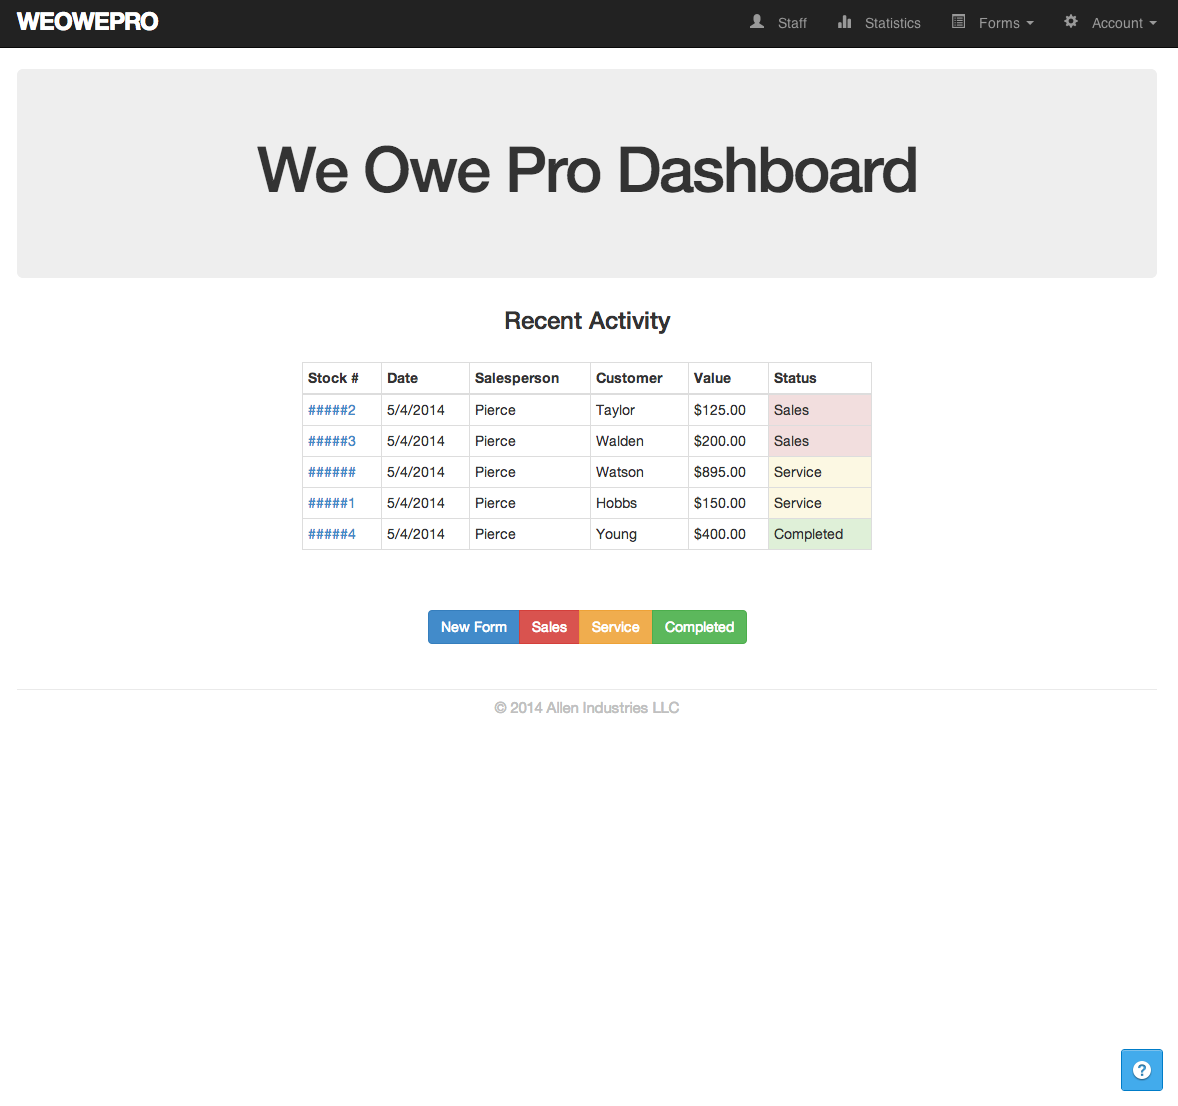 WEOWEPRO Staff Statistics Forms Account
We Owe Pro Dashboard
Recent Activity
Stock # Date Salesperson Customer Value Status
#####2 5/4/2014 Pierce Taylor $125.00 Sales
#####3 5/4/2014 Pierce Walden $200.00 Sales
###### 5/4/2014 Pierce Watson $895.00 Service
#####1 5/4/2014 Pierce Hobbs $150.00 Service
#####4 5/4/2014 Pierce Young $400.00 Completed
New Form Sales Service Completed
© 2014 Allen Industries LLC
?